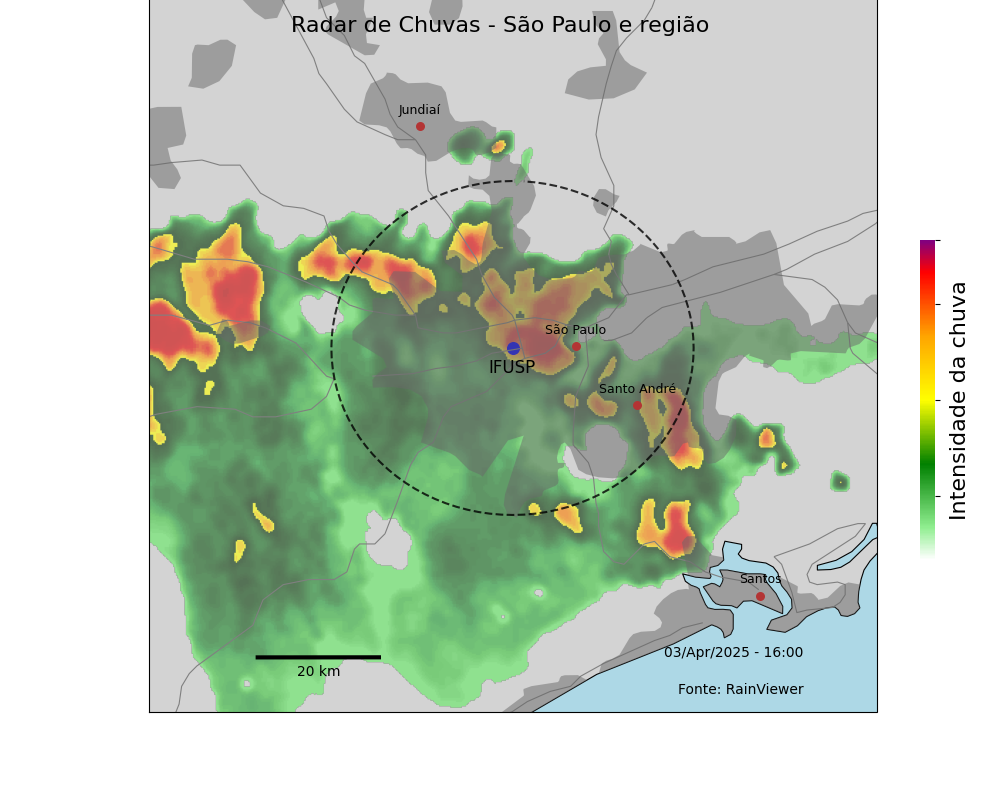 Radar de Chuvas - São Paulo e região
Jundiaí
São Paulo
IFUSP
Santo André
Santos
20 km
03/Apr/2025 - 16:00
Fonte: RainViewer
Intensidade da chuva